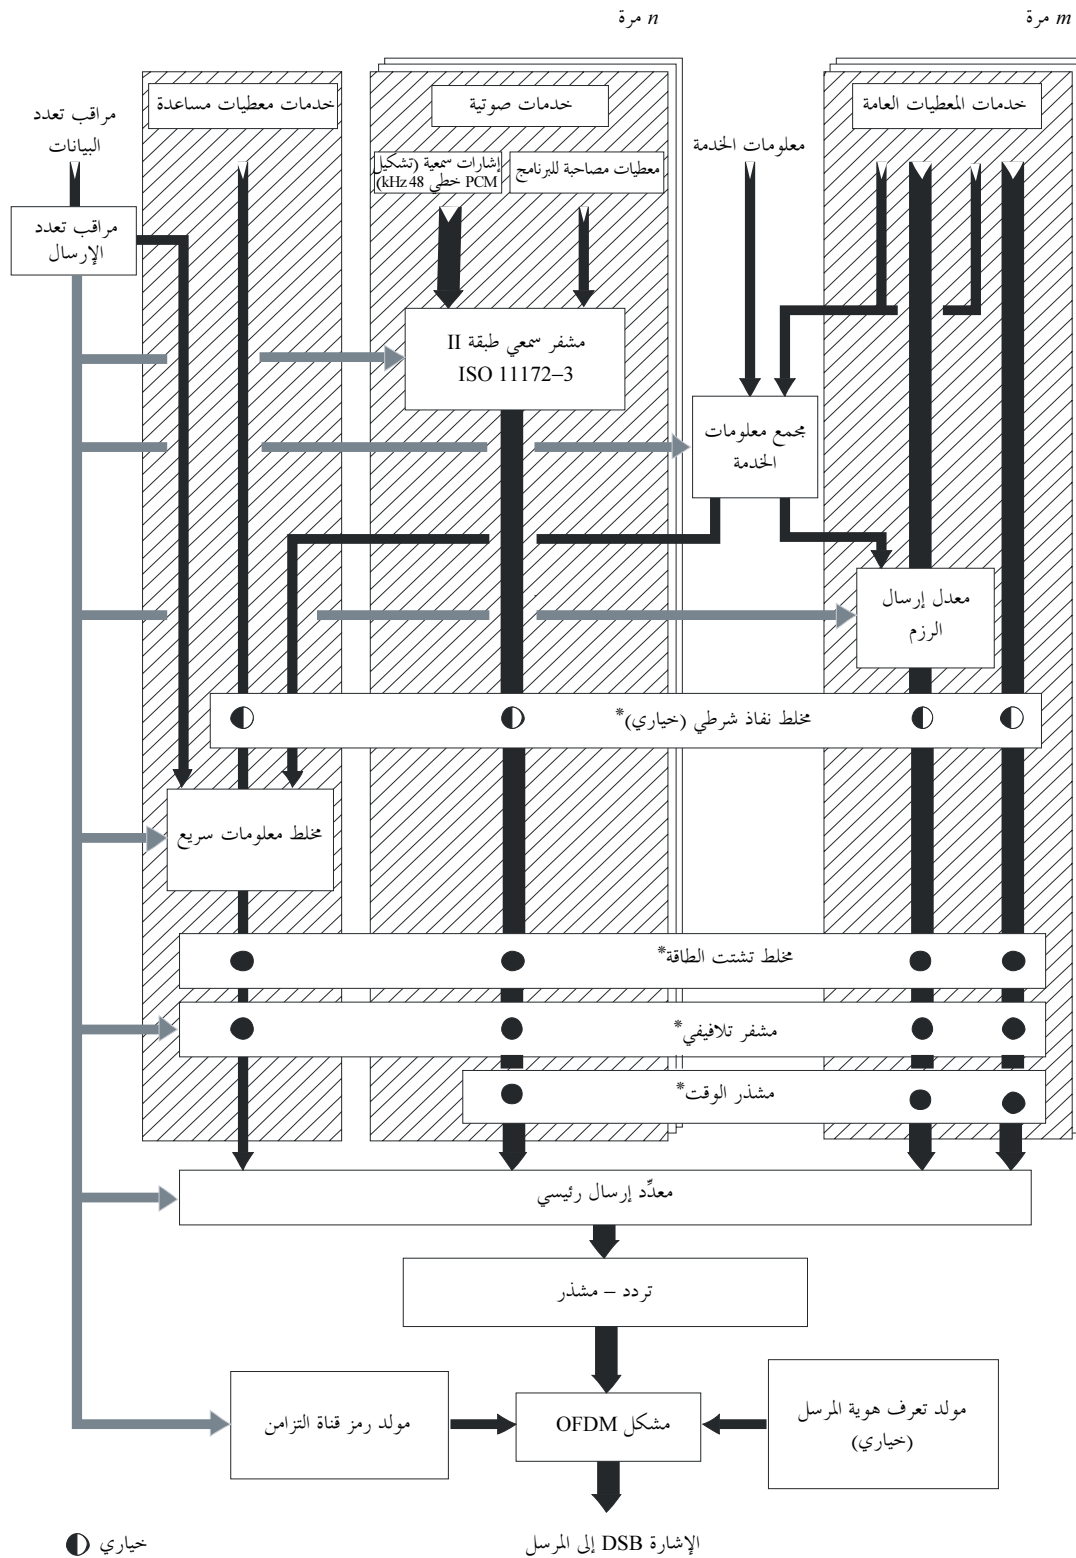 m مرة
n مرة
خدمات المعطيات العامة
خدمات صوتية
خدمات معطيات مساعدة
مراقب تعدد
البيانات
معلومات الخدمة
معطيات مصاحبة للبرنامج
إشارات سمعية (تشكيل
PCM خطي 48 kHz)
مراقب تعدد
الإرسال
مشفر سمعي طبقة II
ISO 11172–3
مجمع معلومات
الخدمة
معدل إرسال
الرزم
مخلط نفاذ شرطي (خياري)*
مخلط معلومات سريع
مخلط تشتت الطاقة*
مشفر تلافيفي*
مشذر الوقت*
معدِّد إرسال رئيسي
تردد – مشذر
مولد تعرف هوية المرسل
(خياري)
مشكل OFDM
مولد رمز قناة التزامن
الإشارة DSB إلى المرسل
خياري